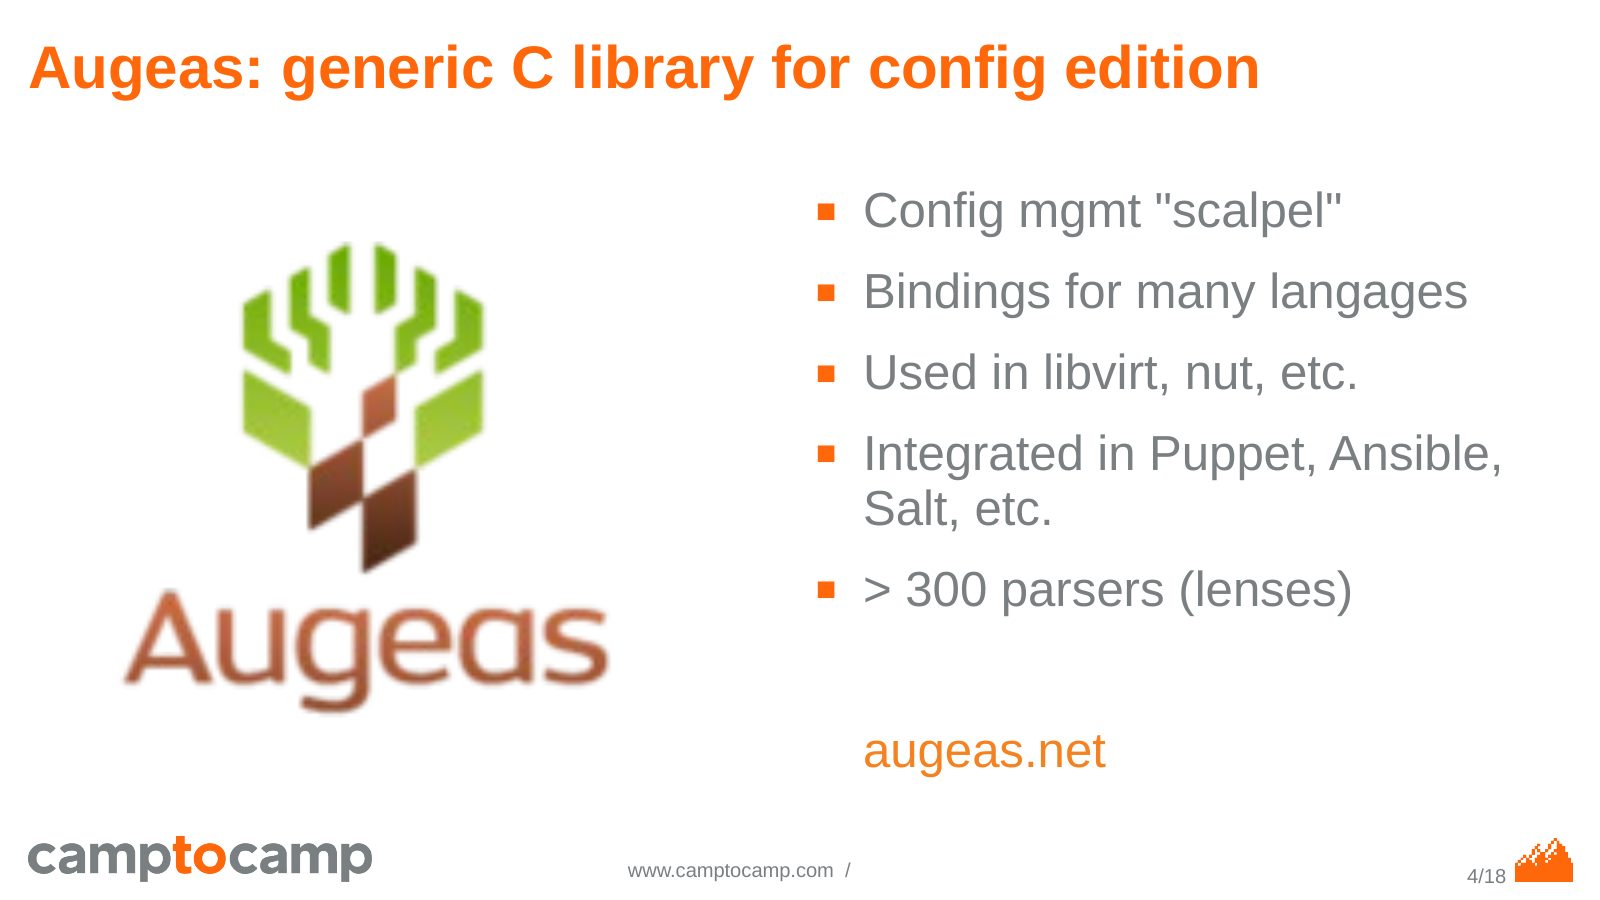 Augeas: generic C library for config edition
Config mgmt "scalpel"
Bindings for many langages
Used in libvirt, nut, etc.
Integrated in Puppet, Ansible,
Salt, etc.
> 300 parsers (lenses)
Augeas
augeas.net
camptocamp
www.camptocamp.com /
4/18